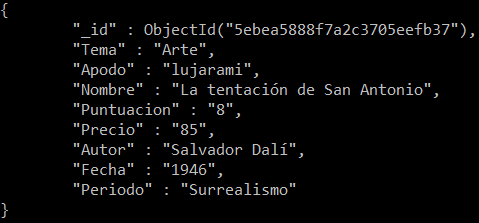 {
"_id" : ObjectId("5ebea5888f7a2c3705eefb37"),
"Tema" : "Arte",
"Apodo" : "lujarami",
"Nombre" : "La tentación de San Antonio",
"Puntuacion" : "8",
"Precio" : "85",
"Autor" : "Salvador Dalí",
"Fecha" : "1946",
"Periodo" : "Surrealismo"
}